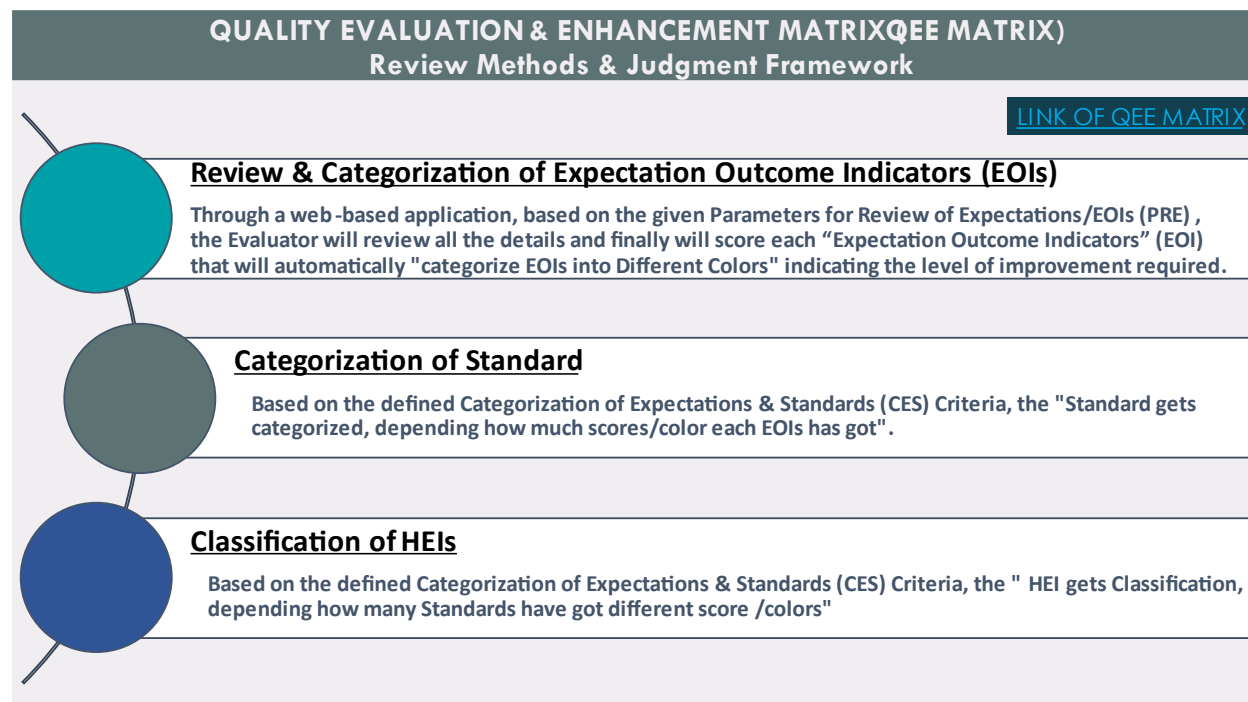 QUALITY EVALUATION & ENHANCEMENT MATRIX(QEE MATRIX)
Review Methods & Judgment Framework
LINK OF QEE MATRIX
Review & Categorization of Expectation Outcome Indicators (EOIs)
Through a web-based application, based on the given Parameters for Review of Expectations/EOIs (PRE) ,
the Evaluator will review all the details and finally will score each “Expectation Outcome Indicators” (EOI)
that will automatically "categorize EOIs into Different Colors" indicating the level of improvement required.
Categorization of Standard
Based on the defined Categorization of Expectations & Standards (CES) Criteria, the "Standard gets
categorized, depending how much scores/color each EOIs has got".
Classification of HEIs
Based on the defined Categorization of Expectations & Standards (CES) Criteria, the " HEI gets Classification,
depending how many Standards have got different score /colors"